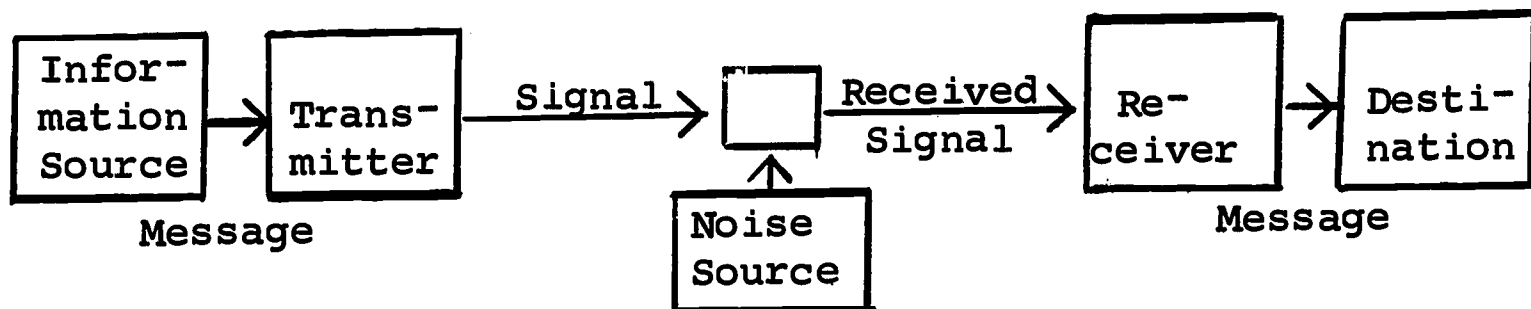 Infor-
mation
Source
Trans-
mitter
Message
Signal
Noise
Source
Received
Signal
Re-
ceiver
Desti-
nation
Message